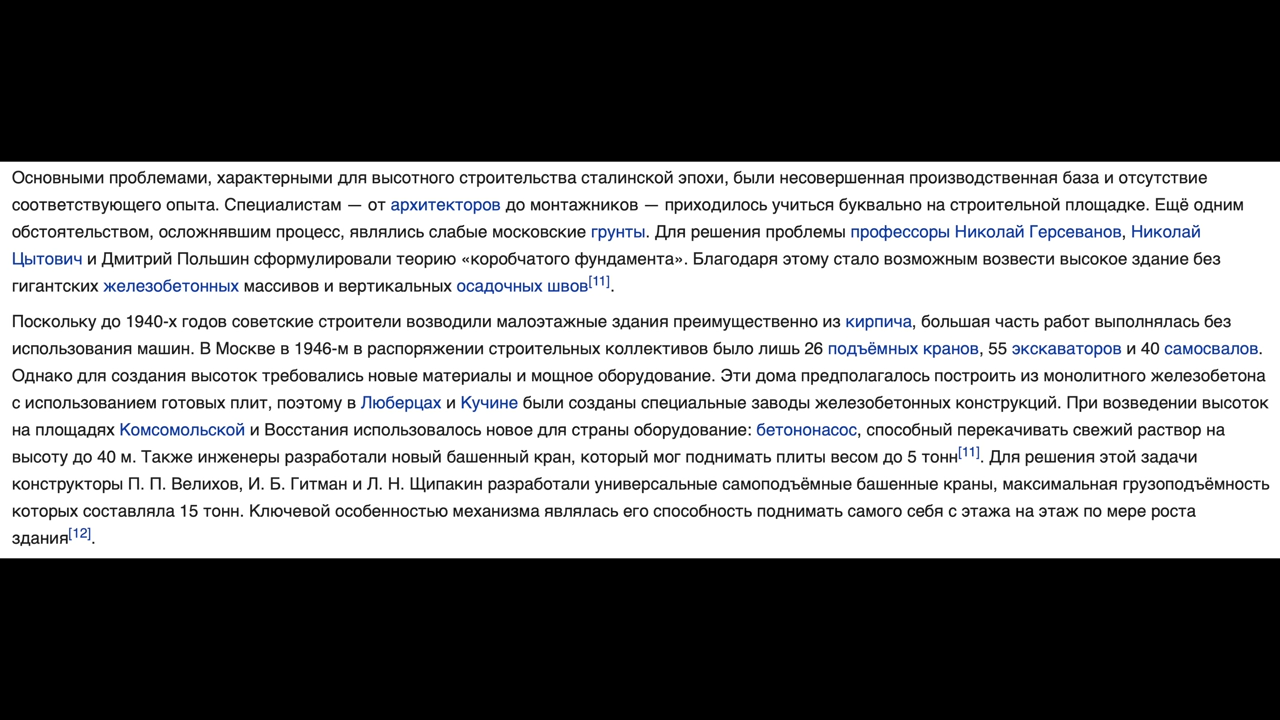 Основными проблемами, характерными для высотного строительства сталинской эпохи, были несовершенная производственная база и отсутствие
соответствующего опыта. Специалистам — от архитекторов до монтажников — приходилось учиться буквально на строительной площадке. Ещё одним
обстоятельством, осложнявшим процесс, являлись слабые московские грунты. Для решения проблемы профессоры Николай Герсеванов, Николай
Цытович и Дмитрий Польшин сформулировали теорию «коробчатого фундамента». Благодаря этому стало возможным возвести высокое здание без
гигантских железобетонных массивов и вертикальных осадочных швов[11].
Поскольку до 1940-х годов советские строители возводили малоэтажные здания преимущественно из кирпича, большая часть работ выполнялась без
использования машин. В Москве в 1946-м в распоряжении строительных коллективов было лишь 26 подъёмных кранов, 55 экскаваторов и 40 самосвалов.
Однако для создания высоток требовались новые материалы и мощное оборудование. Эти дома предполагалось построить из монолитного железобетона
с использованием готовых плит, поэтому в Люберцах и Кучине были созданы специальные заводы железобетонных конструкций. При возведении высоток
на площадях Комсомольской и Восстания использовалось новое для страны оборудование: бетононасос, способный перекачивать свежий раствор на
высоту до 40 м. Также инженеры разработали новый башенный кран, который мог поднимать плиты весом до 5 тонн[11]. Для решения этой задачи
конструкторы П. П. Велихов, И. Б. Гитман и Л. Н. Щипакин разработали универсальные самоподъёмные башенные краны, максимальная грузоподъёмность
которых составляла 15 тонн. Ключевой особенностью механизма являлась его способность поднимать самого себя с этажа на этаж по мере роста
здания[12].